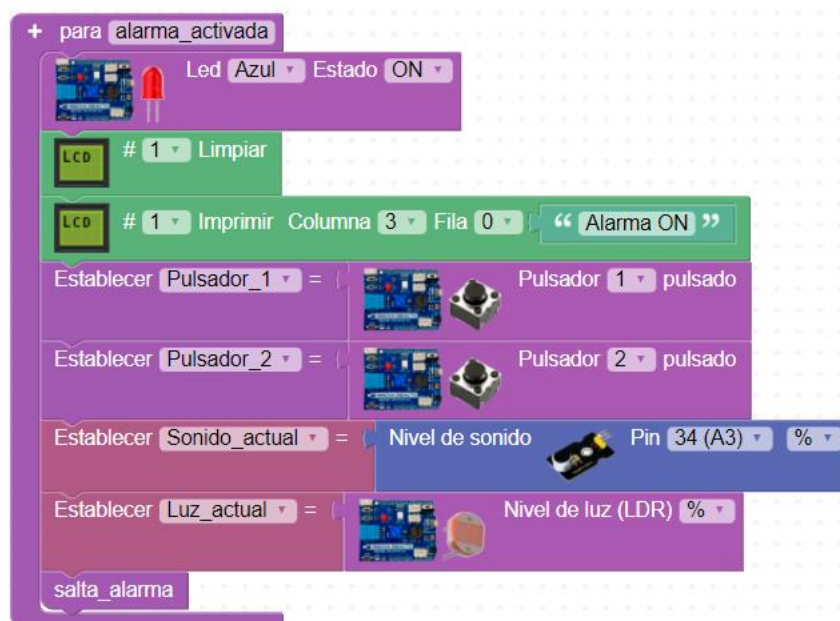 + para alarma_activada
Led Azul Estado ON
LCD # 1 Limpiar
LCD # 1 Imprimir Columna 3 Fila 0 “ Alarma ON ”
Establecer Pulsador_1 = Pulsador 1 pulsado
Establecer Pulsador_2 = Pulsador 2 pulsado
Establecer Sonido_actual = Nivel de sonido Pin 34 (A3) %
Establecer Luz_actual = Nivel de luz (LDR) %
salta_alarma